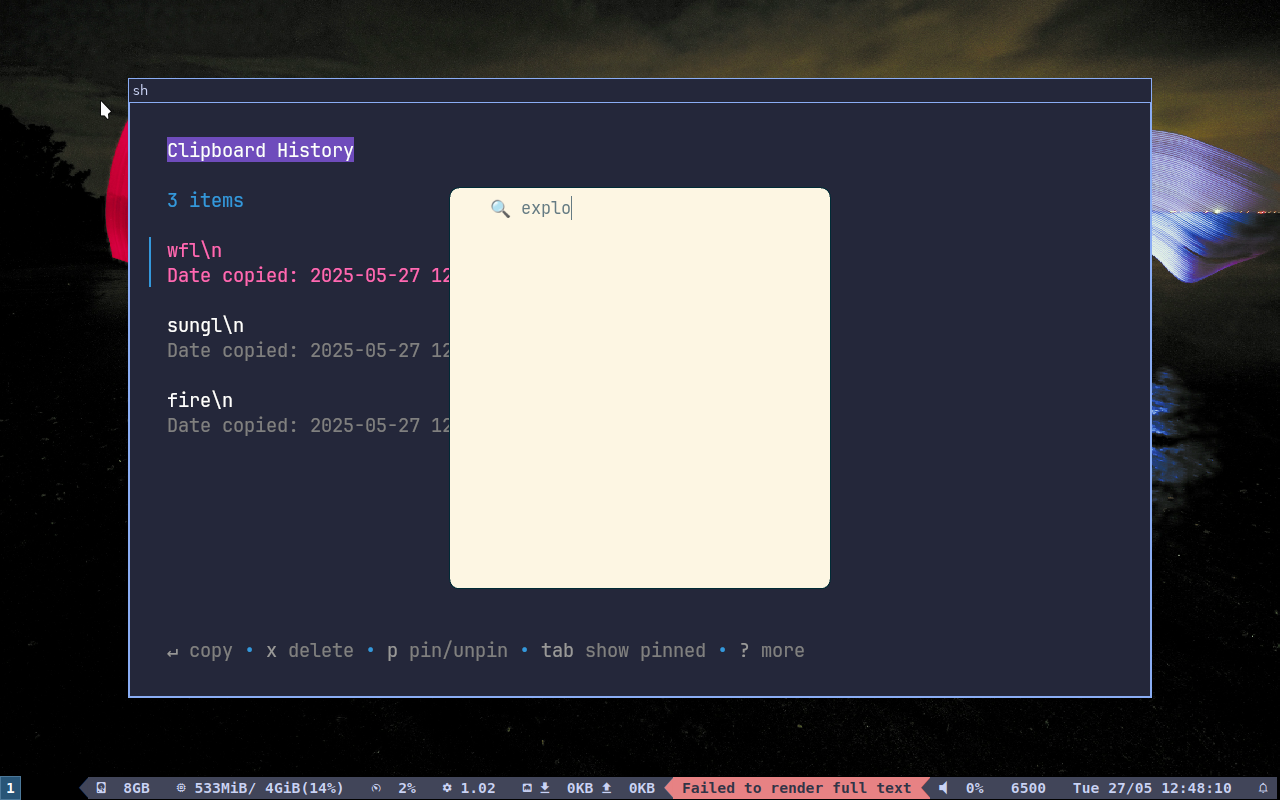 sh
Clipboard History
3 items
explo
wfl\n
Date copied: 2025-05-27 12
sungl\n
Date copied: 2025-05-27 12
fire\n
Date copied: 2025-05-27 12
↵ copy • x delete • p pin/unpin • tab show pinned • ? more
1 8GB 533MiB/ 4GiB(14%) 2% 1.02 0KB 0KB Failed to render full text 0% 6500 Tue 27/05 12:48:10